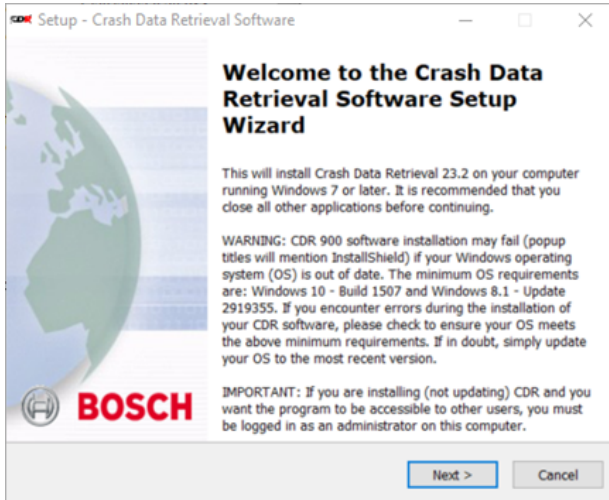 CDR Setup - Crash Data Retrieval Software
Welcome to the Crash Data
Retrieval Software Setup
Wizard
This will install Crash Data Retrieval 23.2 on your computer
running Windows 7 or later. It is recommended that you
close all other applications before continuing.
WARNING: CDR 900 software installation may fail (popup
titles will mention InstallShield) if your Windows operating
system (OS) is out of date. The minimum OS requirements
are: Windows 10 - Build 1507 and Windows 8.1 - Update
2919355. If you encounter errors during the installation of
your CDR software, please check to ensure your OS meets
the above minimum requirements. If in doubt, simply update
your OS to the most recent version.
IMPORTANT: If you are installing (not updating) CDR and you
want the program to be accessible to other users, you must
be logged in as an administrator on this computer.
BOSCH
Next >
Cancel